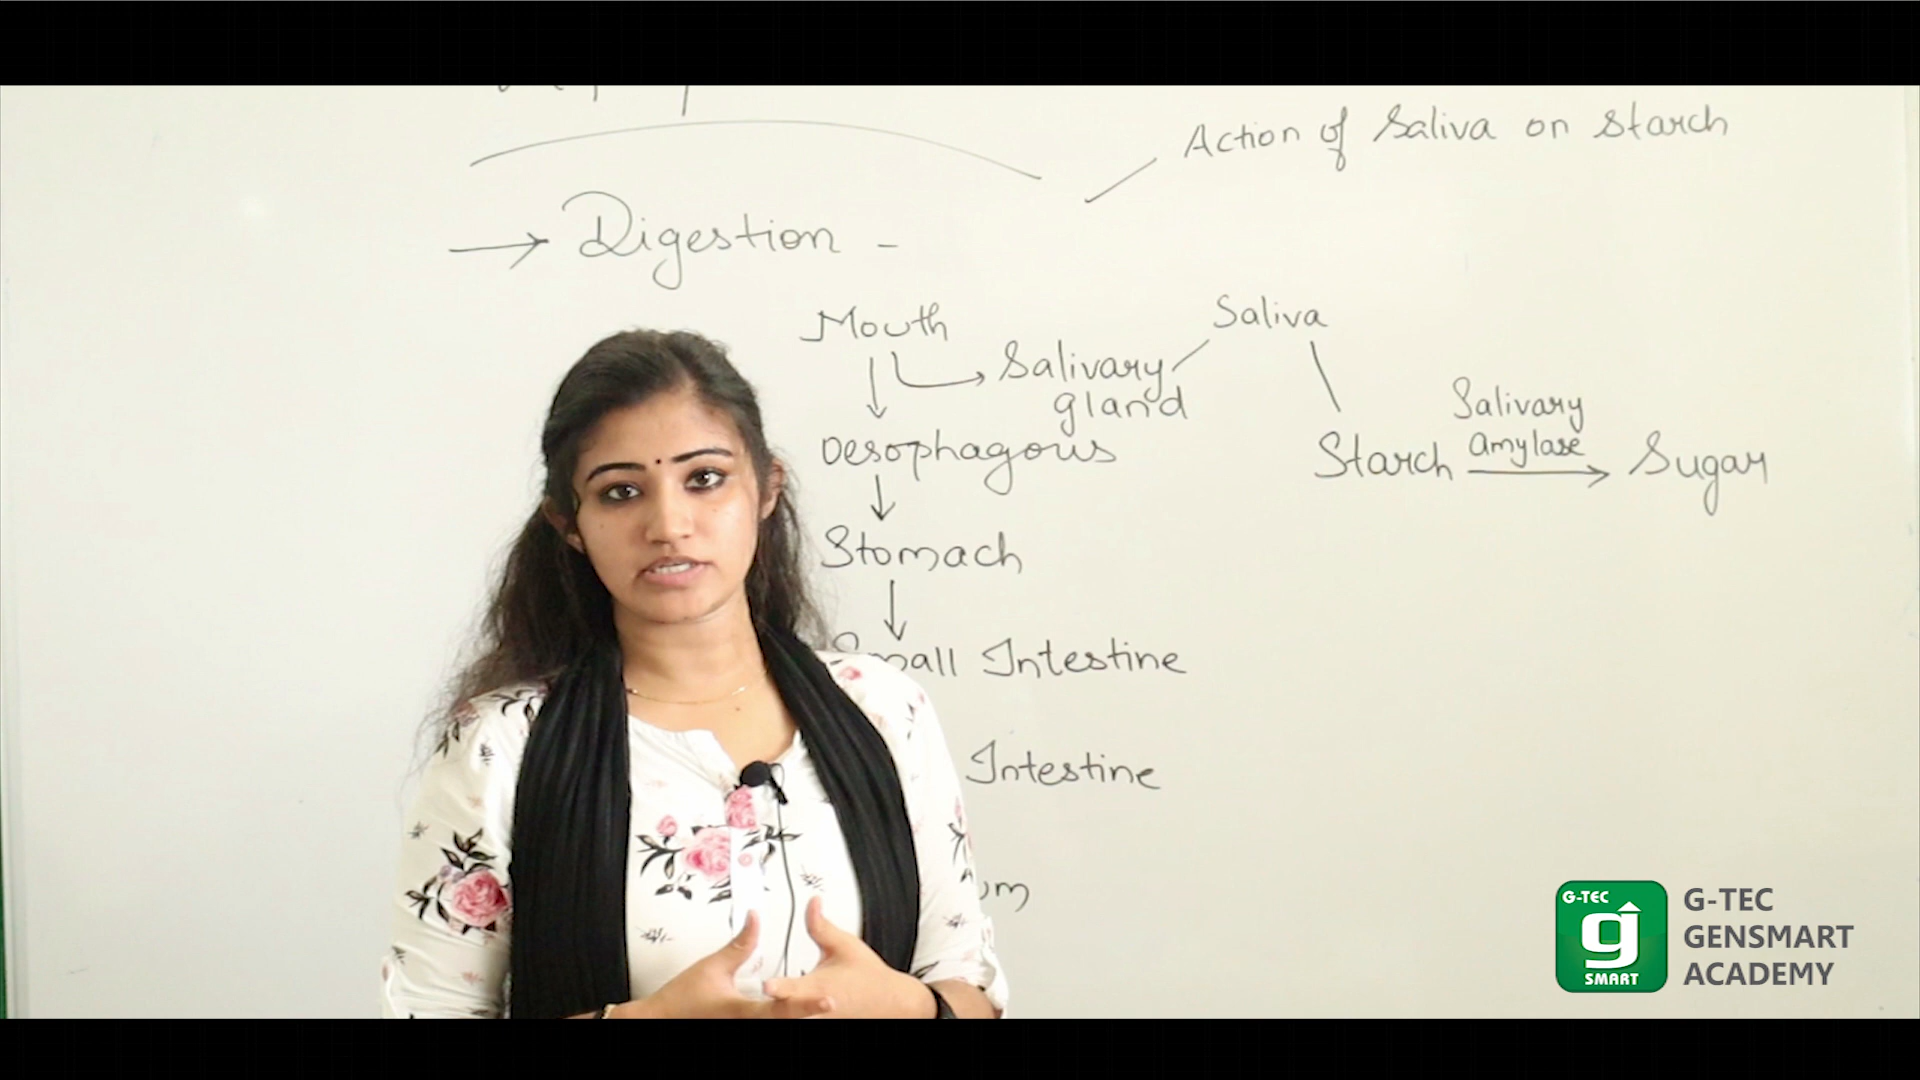 Action of Saliva on starch
→ Digestion -
Mouth
Saliva
Salivary
gland
Oesophagous
Salivary
amylase
Starch → Sugar
Stomach
Small Intestine
Intestine
G-TEC
g
SMART
G-TEC
GENSMART
ACADEMY